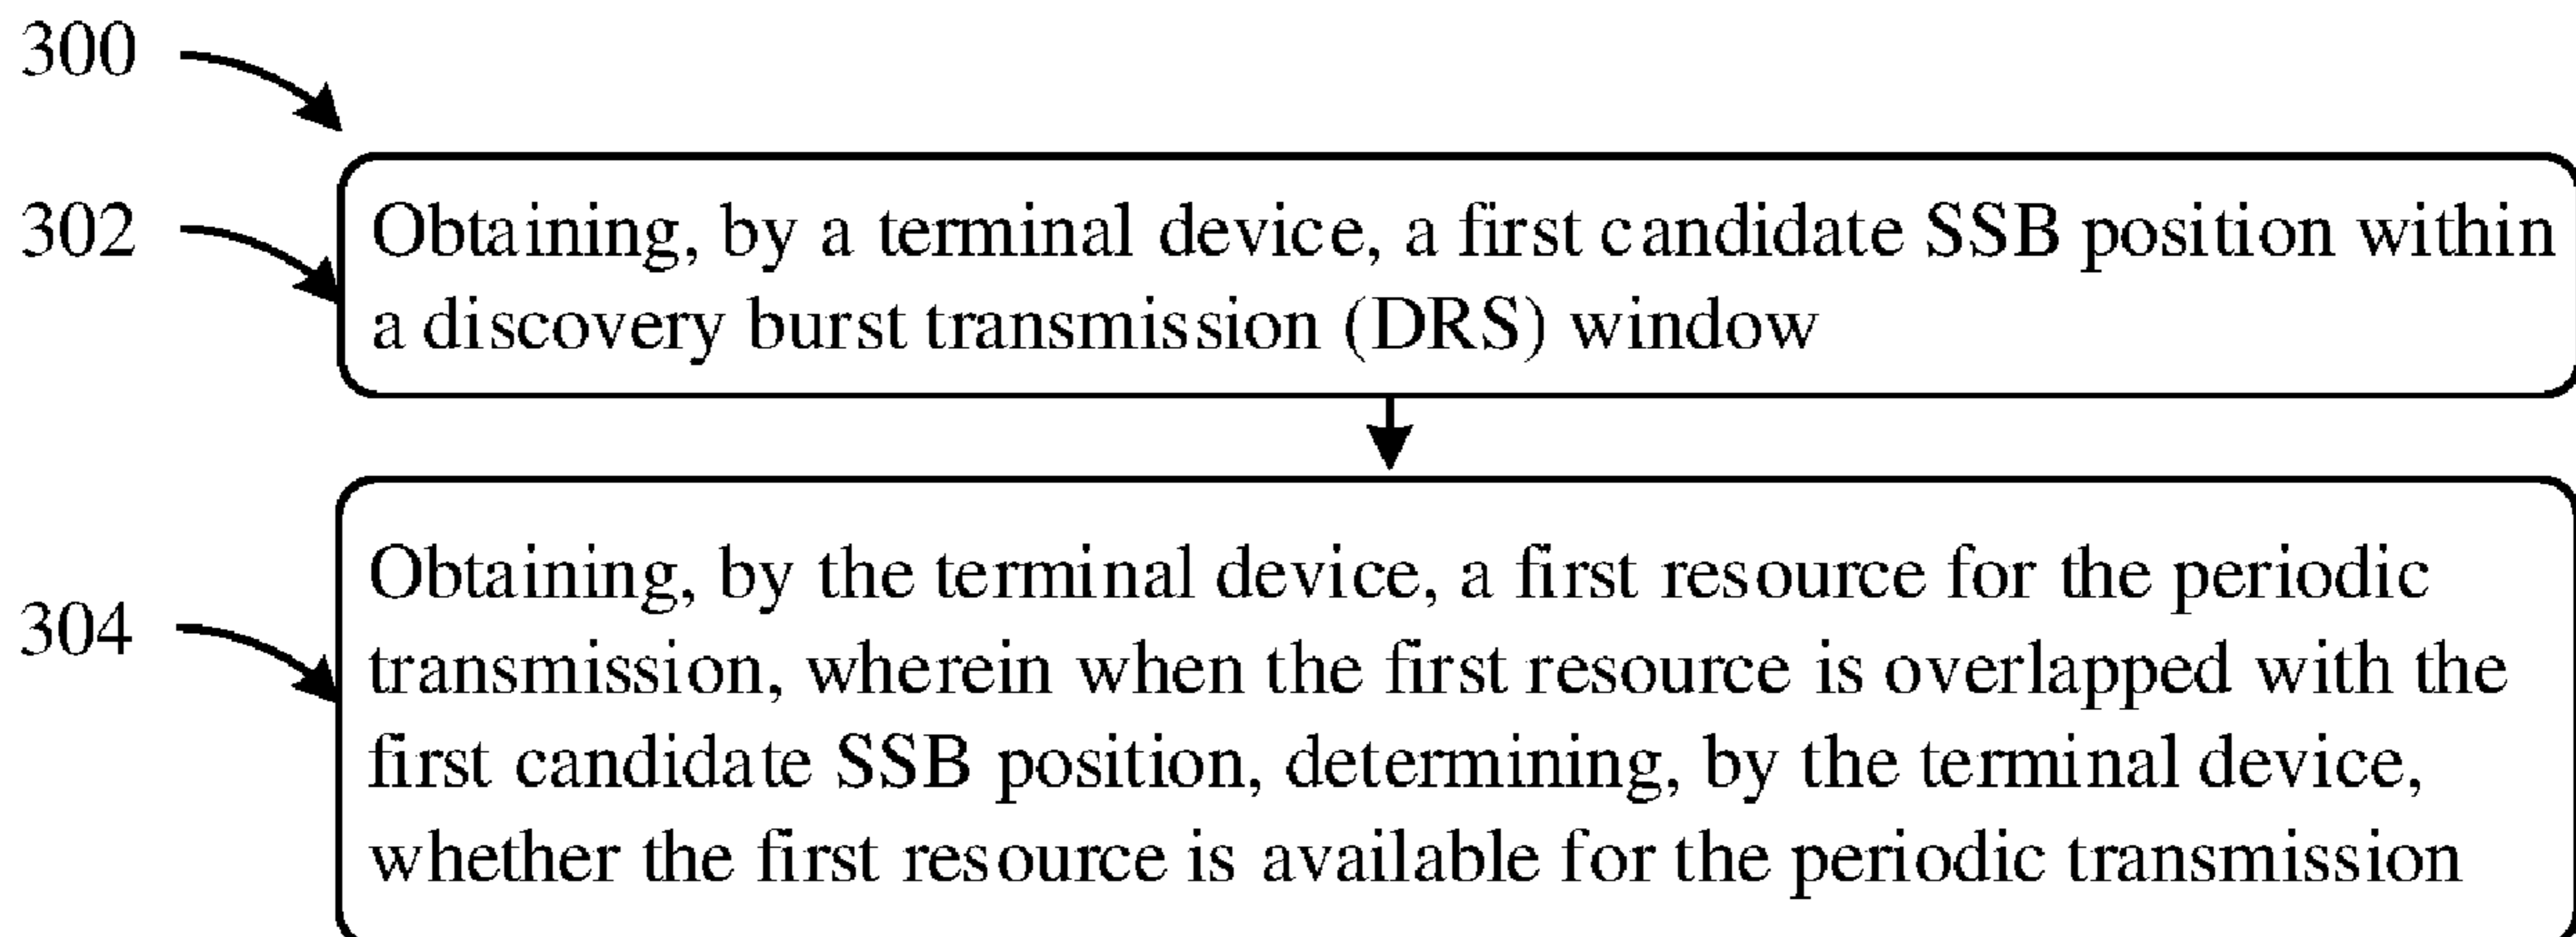 300
302
Obtaining, by a terminal device, a first candidate SSB position within
a discovery burst transmission (DRS) window
304
Obtaining, by the terminal device, a first resource for the periodic
transmission, wherein when the first resource is overlapped with the
first candidate SSB position, determining, by the terminal device,
whether the first resource is available for the periodic transmission